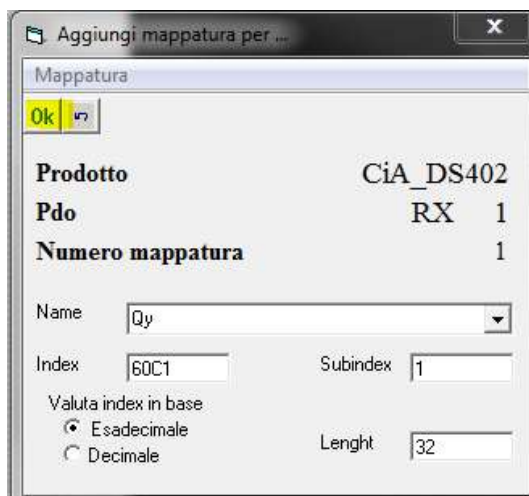 Aggiungi mappatura per ...
Mappatura
Ok
Prodotto CiA_DS402
Pdo RX 1
Numero mappatura 1
Name Qy
Index 60C1 Subindex 1
Valuta index in base
Esadecimale
Decimale
Lenght 32